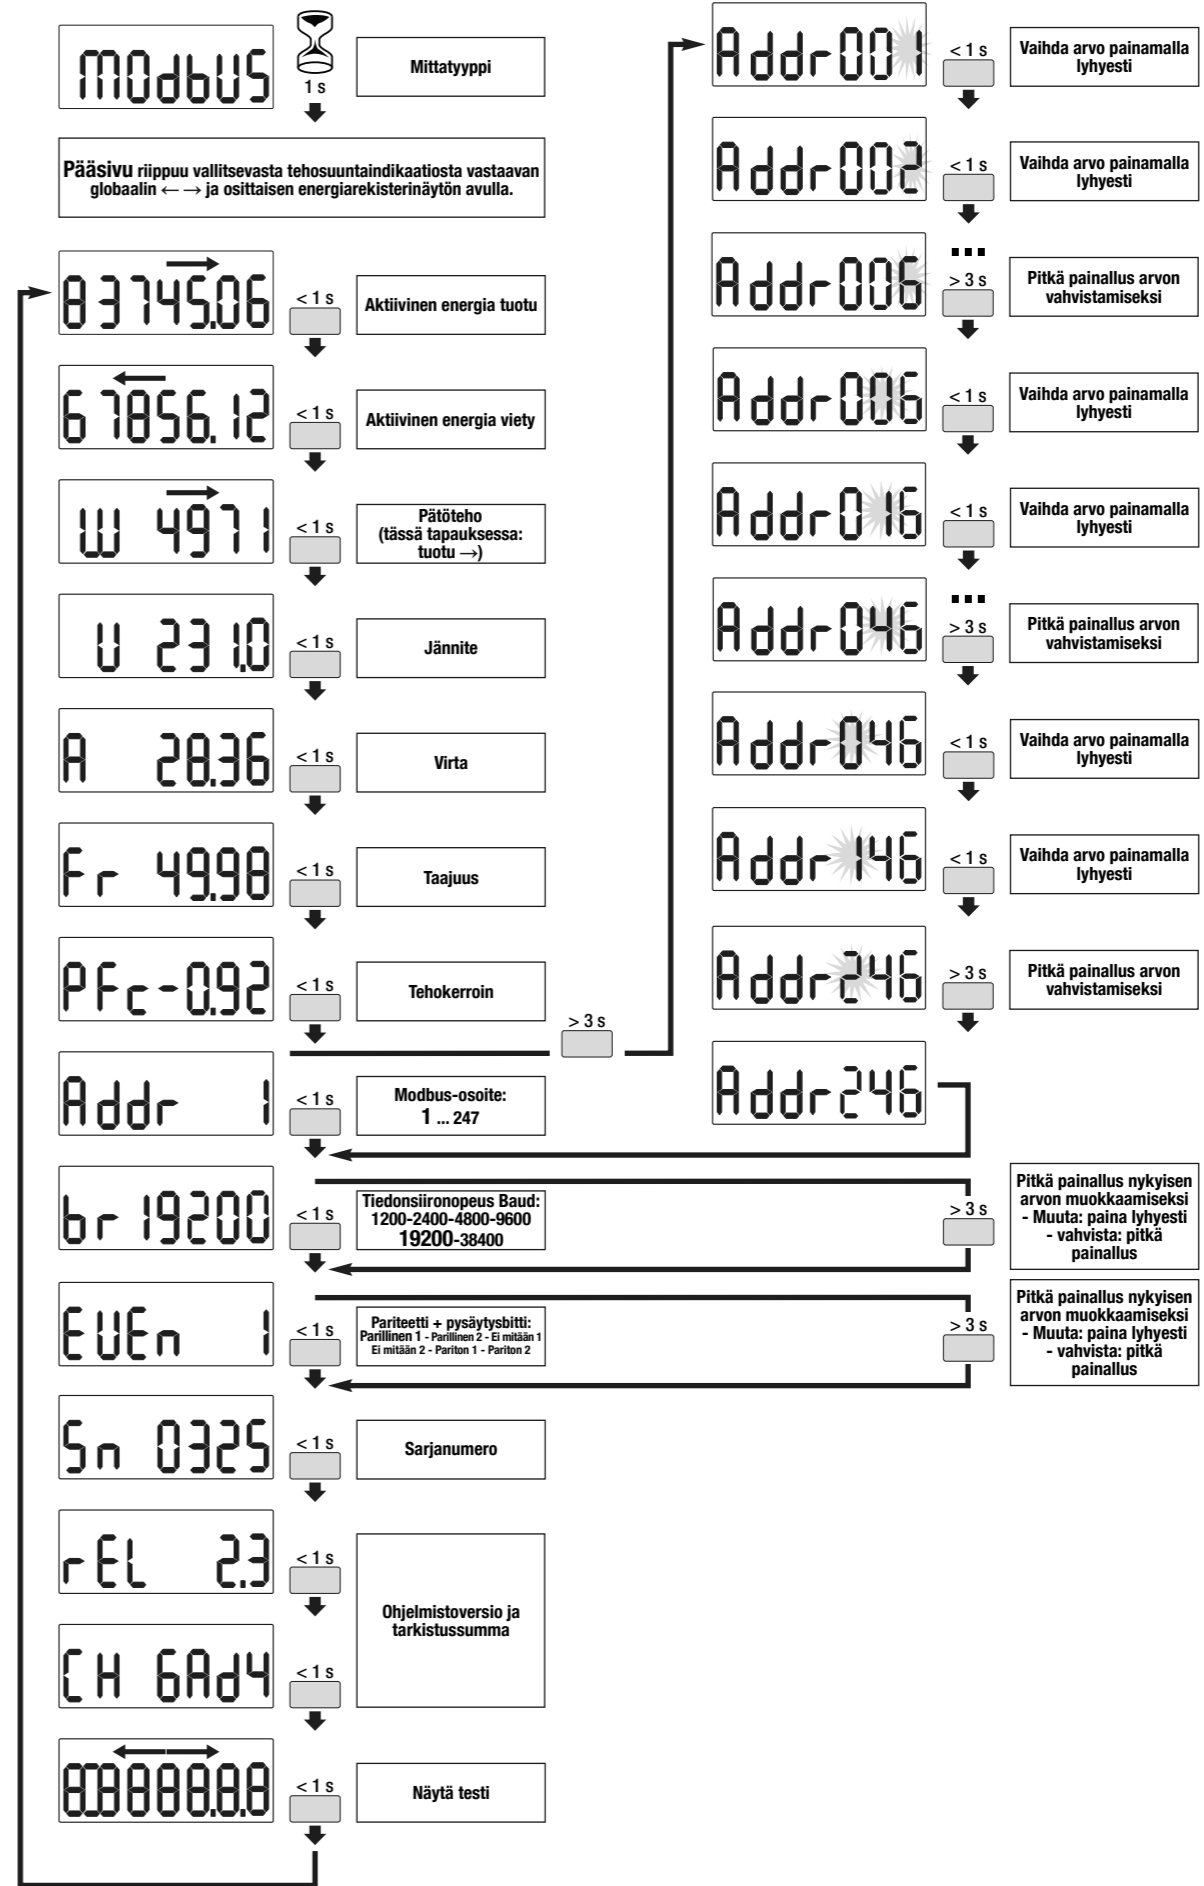 MOdbUS
1 s
Mittatyyppi
Pääsivu riippuu vallitsevasta tehosuuntaindikaatiosta vastaavan
globaalin ←→ ja osittaisen energiarekisterinäytön avulla.
→
83745.06
< 1 s
Aktiivinen energia tuotu
←
67856.12
< 1 s
Aktiivinen energia viety
→
W 4971
< 1 s
Pätöteho
(tässä tapauksessa:
tuotu →)
U 231.0
< 1 s
Jännite
A 28.36
< 1 s
Virta
Fr 49.98
< 1 s
Taajuus
PFc-0.92
< 1 s
Tehokerroin
> 3 s
Addr 1
< 1 s
Modbus-osoite:
1 ... 247
br 19200
< 1 s
Tiedonsiironopeus Baud:
1200-2400-4800-9600
19200-38400
> 3 s
Pitkä painallus nykyisen
arvon muokkaamiseksi
- Muuta: paina lyhyesti
- vahvista: pitkä
painallus
EUEn 1
< 1 s
Pariteetti + pysäytysbitti:
Parillinen 1 - Parillinen 2 - Ei mitään 1
Ei mitään 2 - Pariton 1 - Pariton 2
> 3 s
Pitkä painallus nykyisen
arvon muokkaamiseksi
- Muuta: paina lyhyesti
- vahvista: pitkä
painallus
Sn 0325
< 1 s
Sarjanumero
rEL 2.3
< 1 s
Ohjelmistoversio ja
tarkistussumma
CH 6Ad4
< 1 s
←→
8.8.8888.8.8
< 1 s
Näytä testi
Addr001
< 1 s
Vaihda arvo painamalla
lyhyesti
Addr002
< 1 s
Vaihda arvo painamalla
lyhyesti
Addr006
...
> 3 s
Pitkä painallus arvon
vahvistamiseksi
Addr006
< 1 s
Vaihda arvo painamalla
lyhyesti
Addr016
< 1 s
Vaihda arvo painamalla
lyhyesti
Addr046
...
> 3 s
Pitkä painallus arvon
vahvistamiseksi
Addr046
< 1 s
Vaihda arvo painamalla
lyhyesti
Addr146
< 1 s
Vaihda arvo painamalla
lyhyesti
Addr246
> 3 s
Pitkä painallus arvon
vahvistamiseksi
Addr246